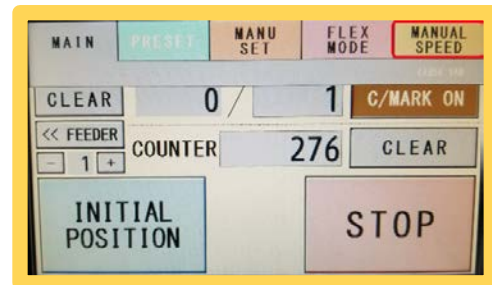 MAIN
PRESET
MANU
SET
FLEX
MODE
MANUAL
SPEED
CLEAR
0/ 1
C/MARK ON
<< FEEDER
- 1 +
COUNTER
276
CLEAR
INITIAL
POSITION
STOP